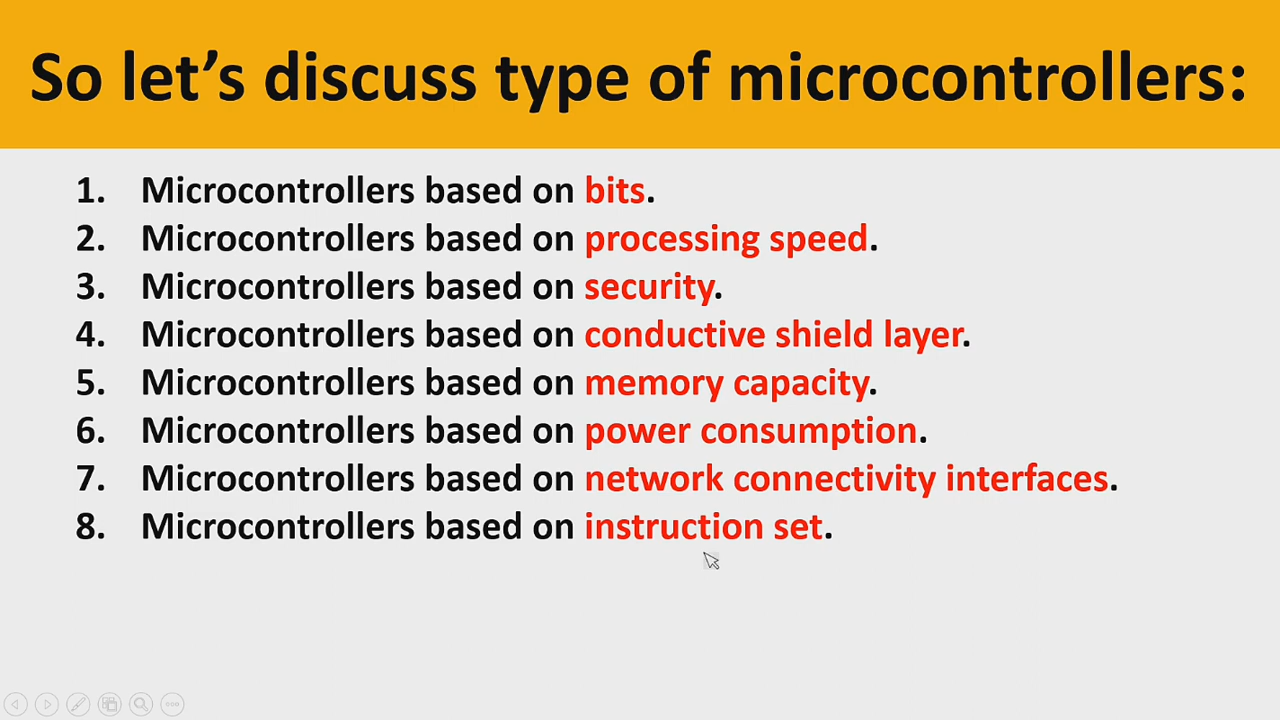 So let’s discuss type of microcontrollers:
1. Microcontrollers based on bits.
2. Microcontrollers based on processing speed.
3. Microcontrollers based on security.
4. Microcontrollers based on conductive shield layer.
5. Microcontrollers based on memory capacity.
6. Microcontrollers based on power consumption.
7. Microcontrollers based on network connectivity interfaces.
8. Microcontrollers based on instruction set.